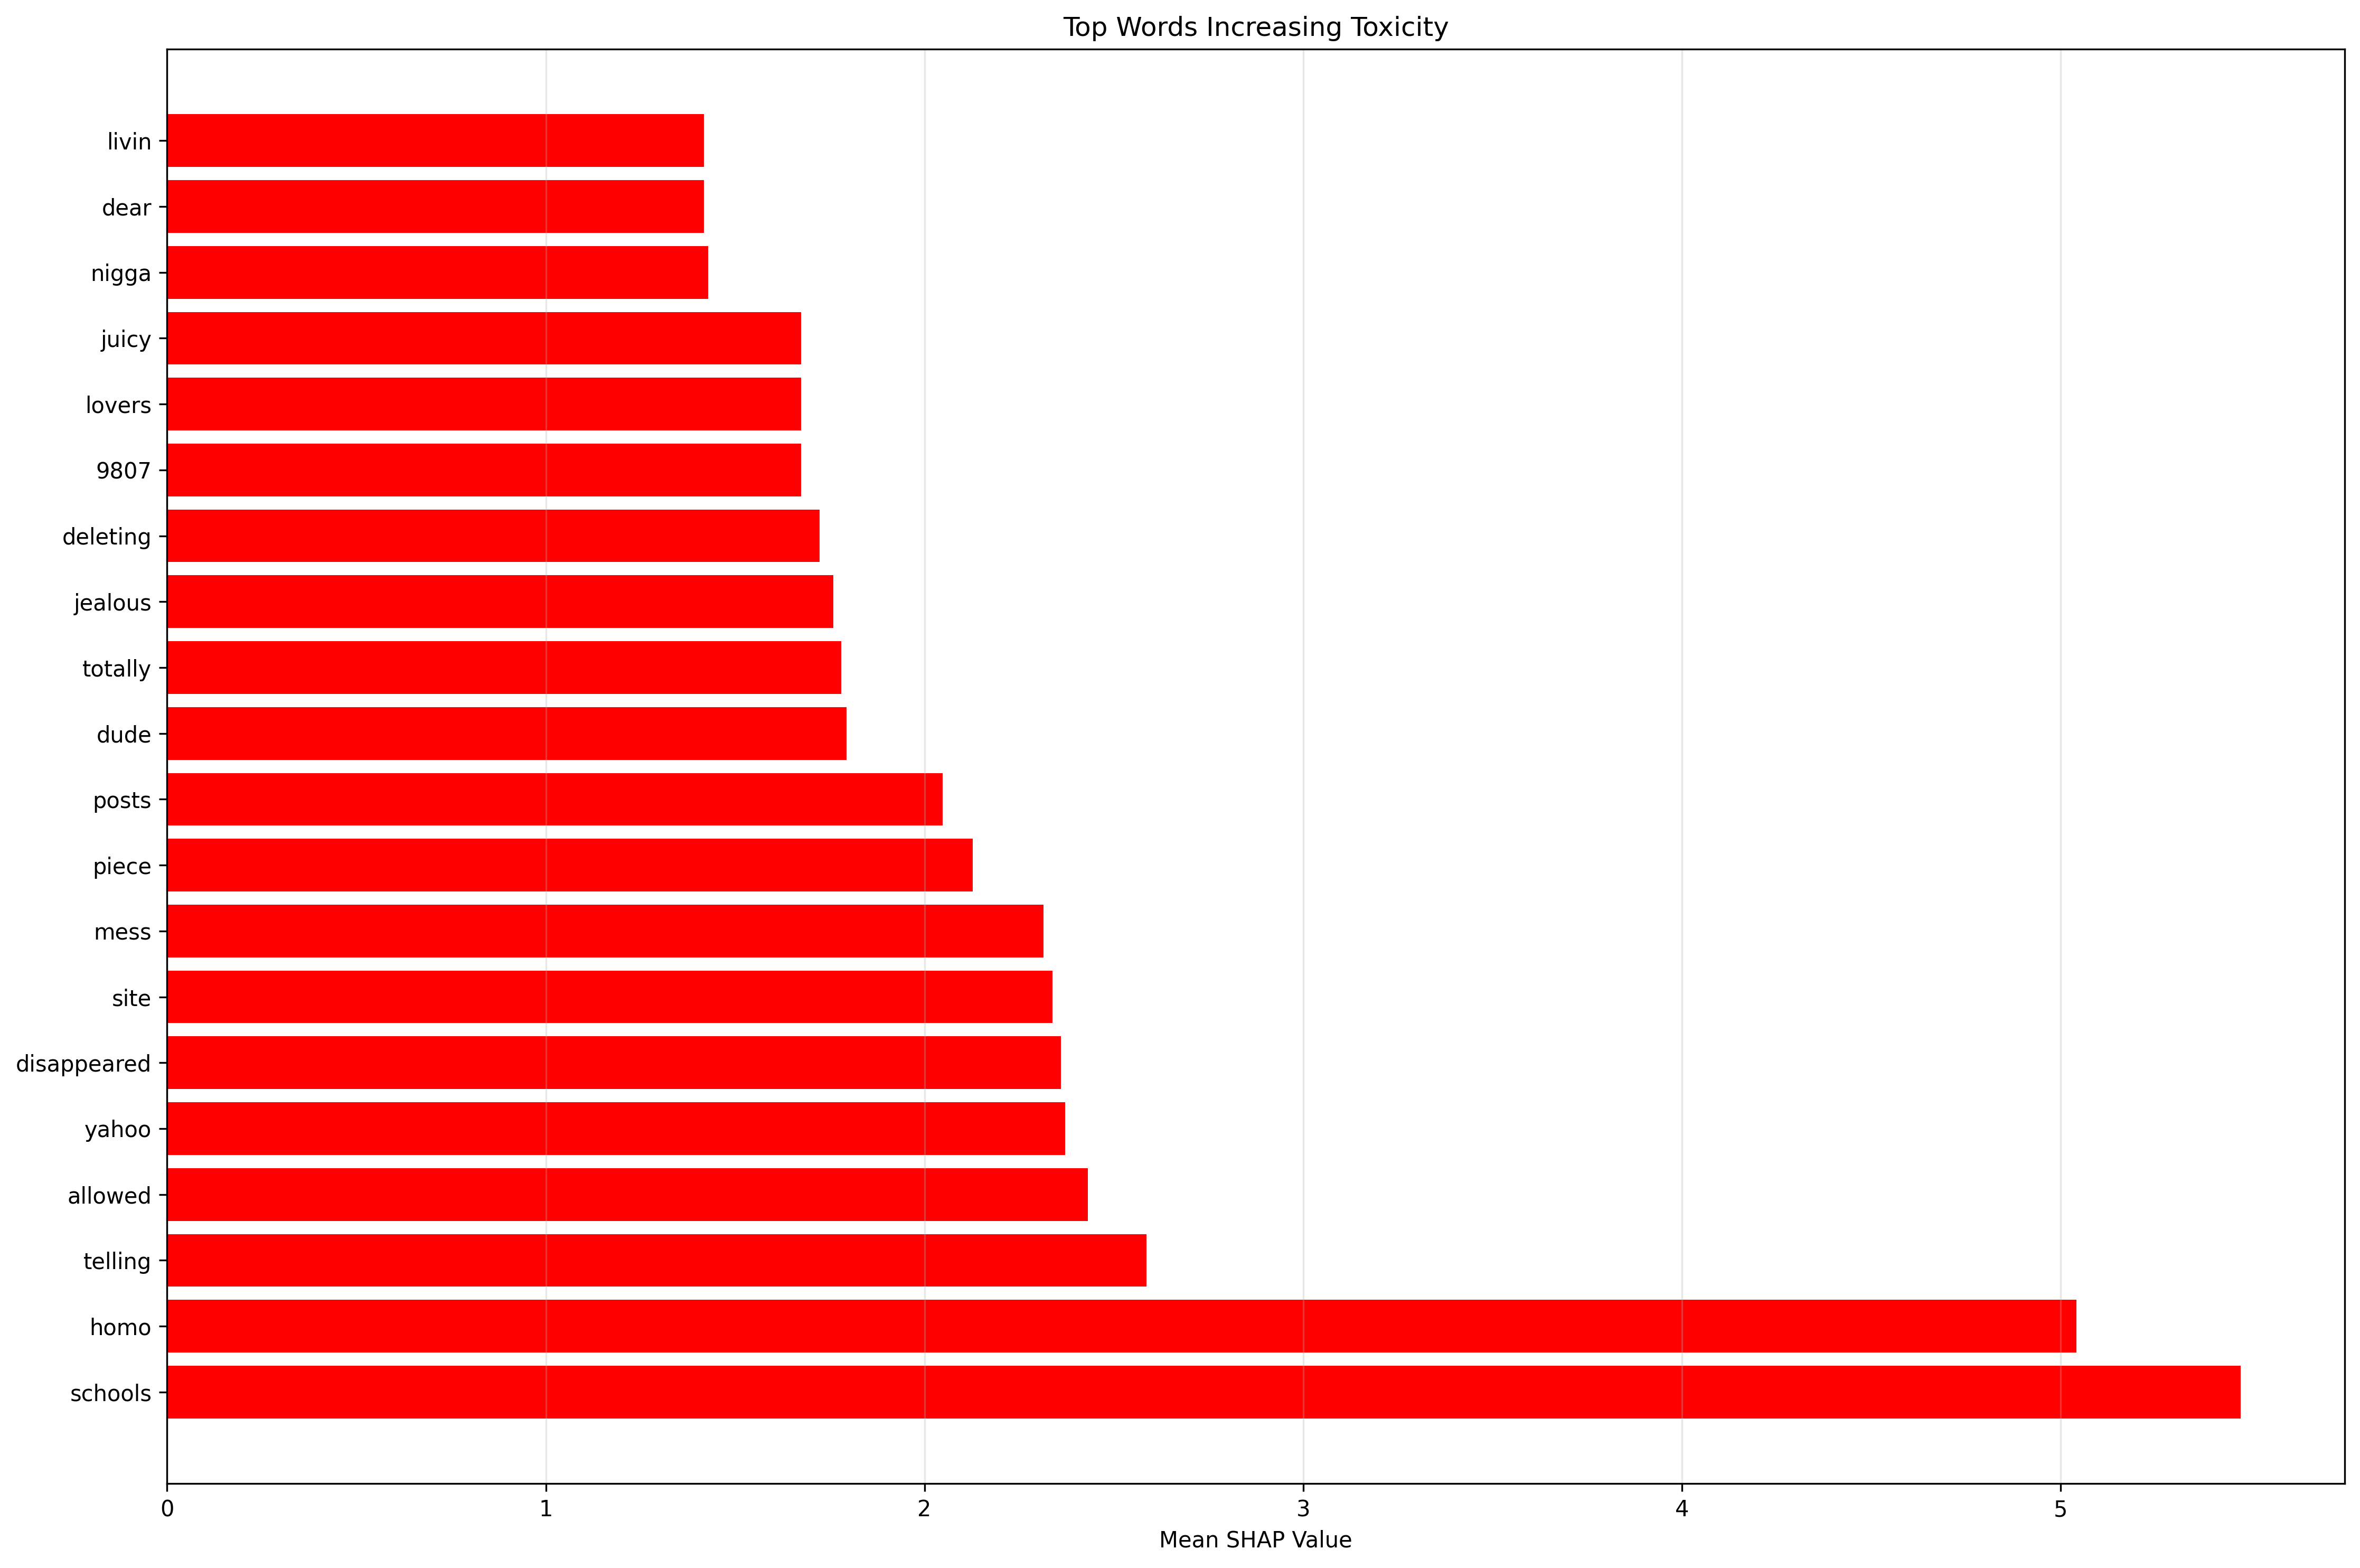 Top Words Increasing Toxicity
livin
dear
nigga
juicy
lovers
9807
deleting
jealous
totally
dude
posts
piece
mess
site
disappeared
yahoo
allowed
telling
homo
schools
0 1 2 3 4 5
Mean SHAP Value